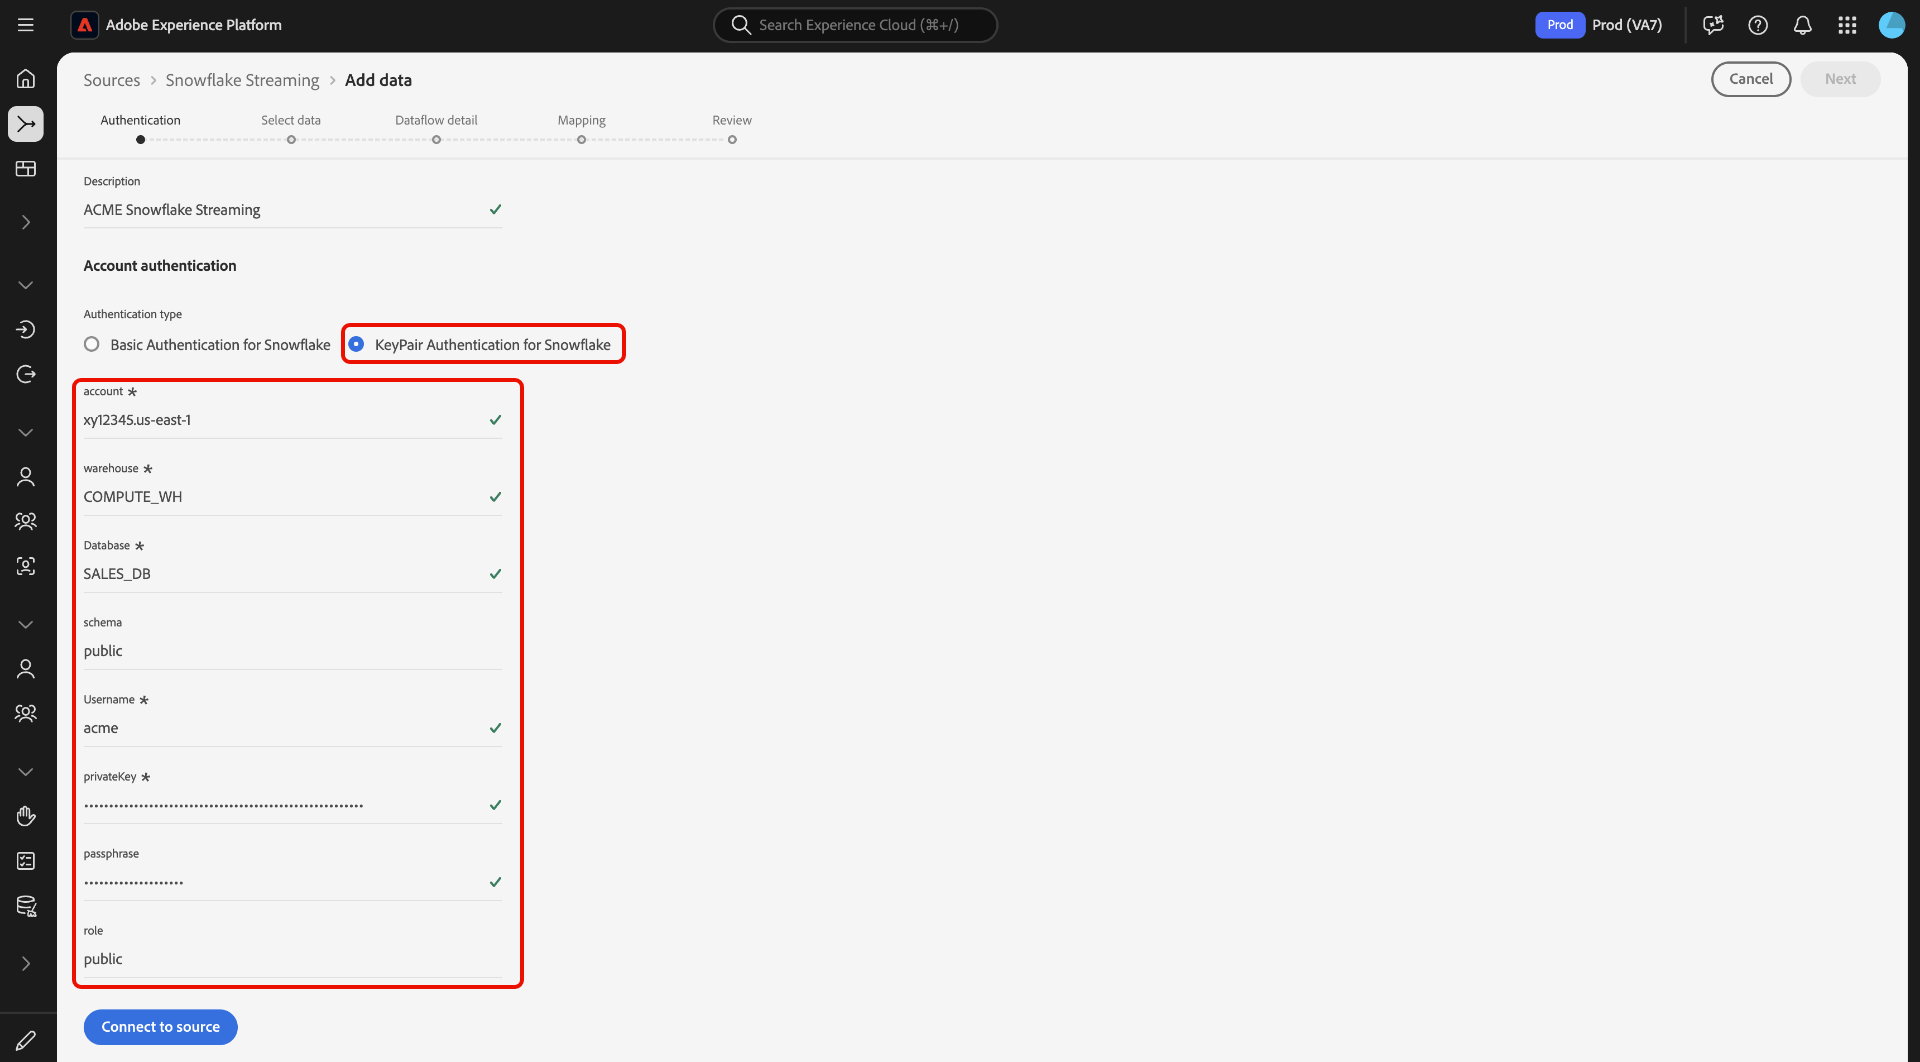 Adobe Experience Platform
Search Experience Cloud (⌘+/)
Prod Prod (VA7)
Sources > Snowflake Streaming > Add data
Cancel Next
Authentication Select data Dataflow detail Mapping Review
Description
ACME Snowflake Streaming
Account authentication
Authentication type
Basic Authentication for Snowflake KeyPair Authentication for Snowflake
account *
xy12345.us-east-1
warehouse *
COMPUTE_WH
Database *
SALES_DB
schema
public
Username *
acme
privateKey *
passphrase
role
public
Connect to source